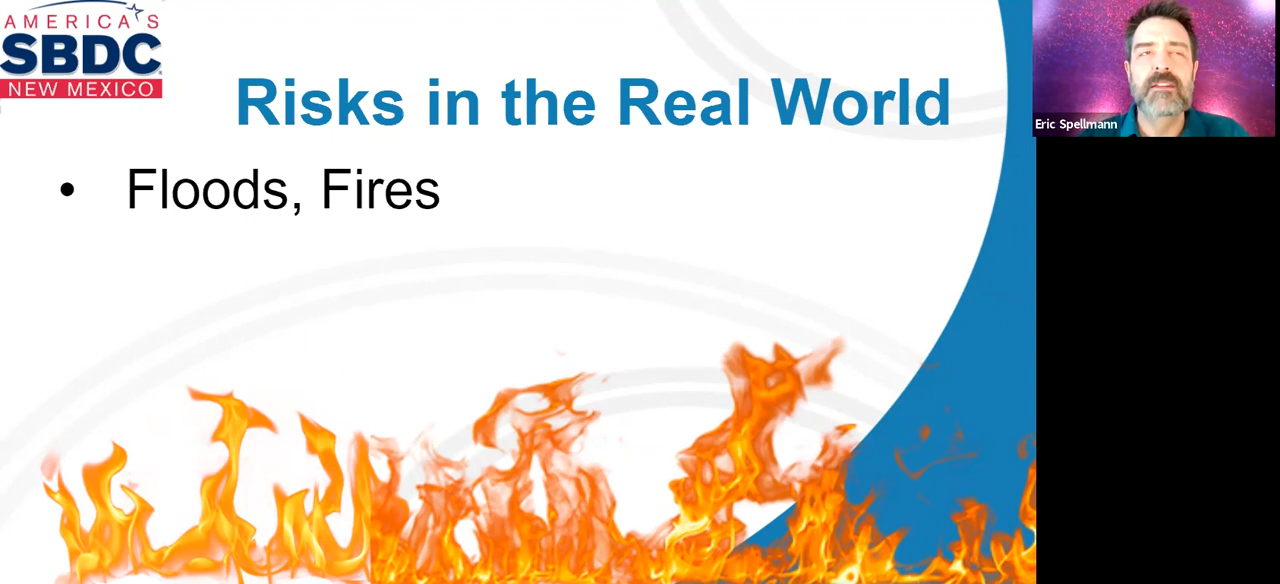 AMERICA'S
SBDC
NEW MEXICO
Risks in the Real World
• Floods, Fires
Eric Spellmann